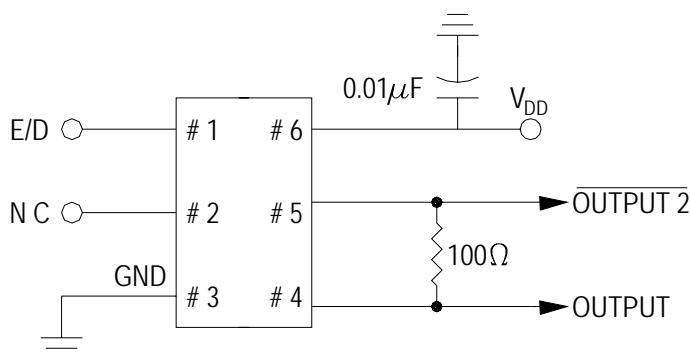 0.01µF
V_DD
E/D
# 1
# 6
N C
# 2
# 5
OUTPUT 2
100Ω
GND
# 3
# 4
OUTPUT